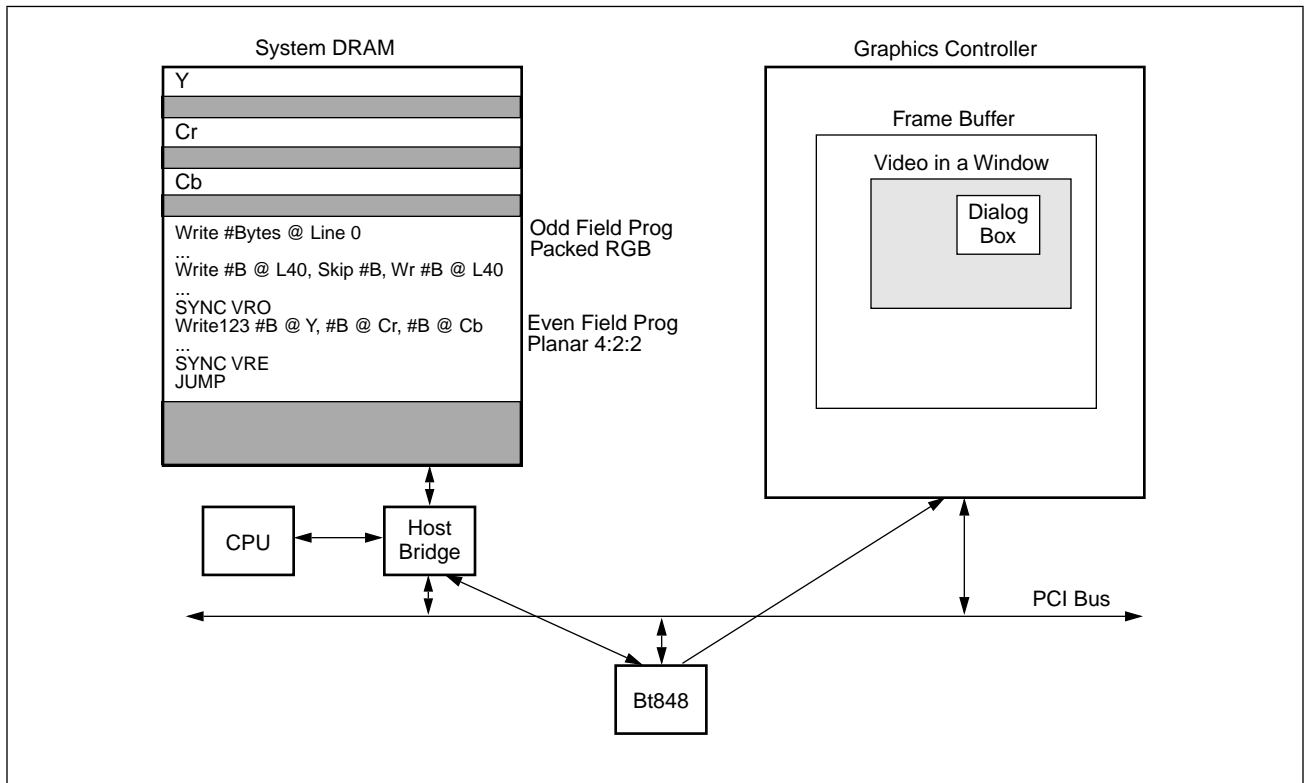 System DRAM
Y
Cr
Cb
Write #Bytes @ Line 0
...
Write #B @ L40, Skip #B, Wr #B @ L40
...
SYNC VRO
Write123 #B @ Y, #B @ Cr, #B @ Cb
...
SYNC VRE
JUMP
Odd Field Prog
Packed RGB
Even Field Prog
Planar 4:2:2
Graphics Controller
Frame Buffer
Video in a Window
Dialog
Box
CPU
Host
Bridge
PCI Bus
Bt848